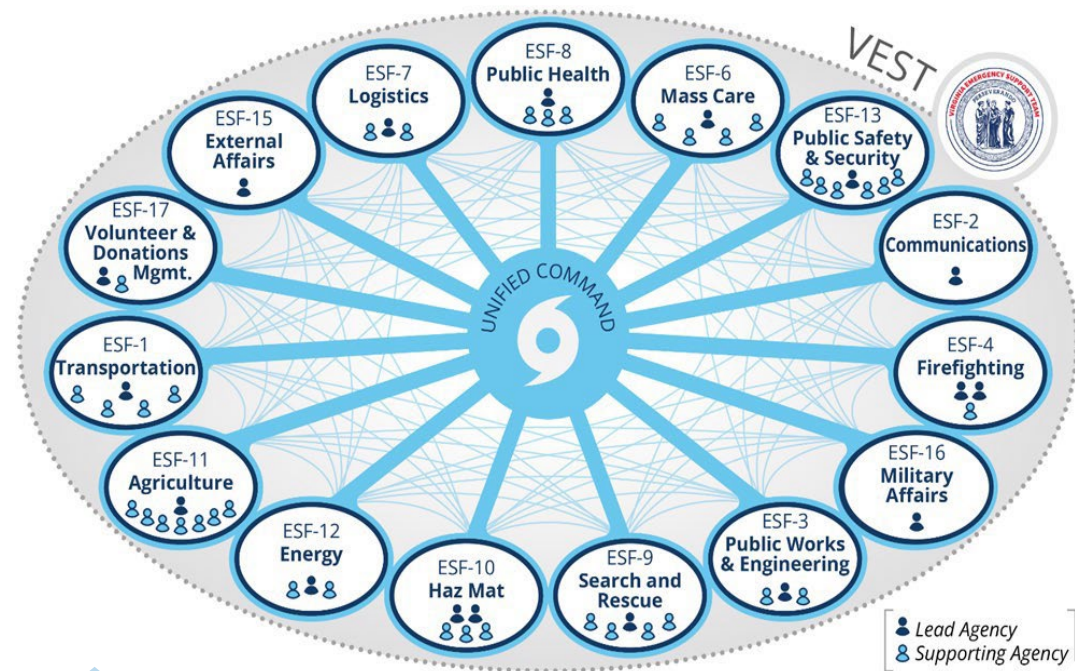 VEST
VIRGINIA EMERGENCY SUPPORT TEAM
PERSEVERANDO
ESF-8
Public Health
ESF-7
Logistics
ESF-6
Mass Care
ESF-15
External
Affairs
ESF-13
Public Safety
& Security
ESF-17
Volunteer &
Donations
Mgmt.
ESF-2
Communications
UNIFIED COMMAND
ESF-1
Transportation
ESF-4
Firefighting
ESF-11
Agriculture
ESF-16
Military
Affairs
ESF-12
Energy
ESF-3
Public Works
& Engineering
ESF-10
Haz Mat
ESF-9
Search and
Rescue
Lead Agency
Supporting Agency